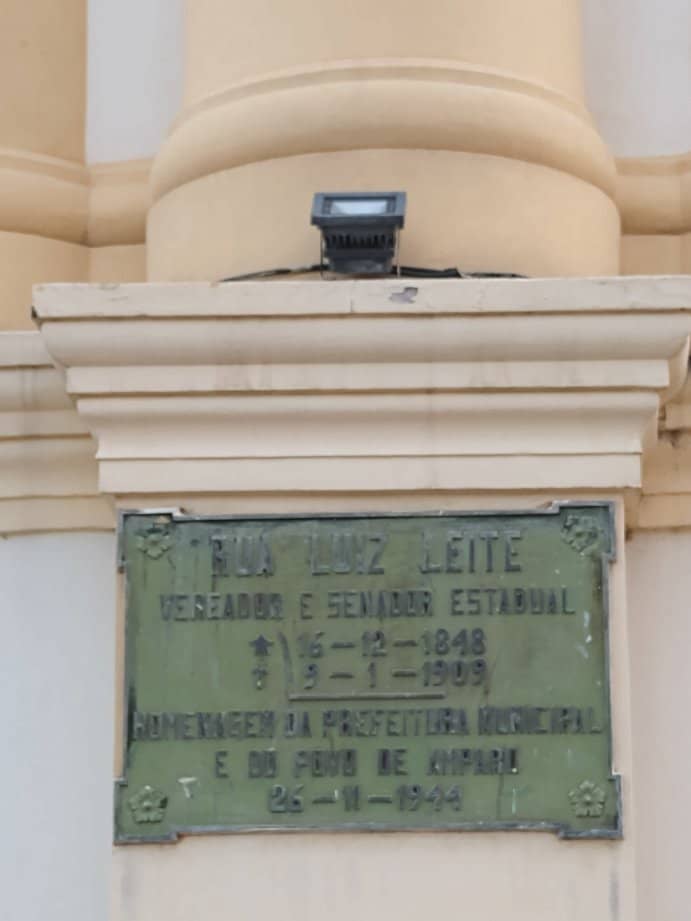 RUA LUIZ LEITE
VEREADOR E SENADOR ESTADUAL
16-12-1848
9-1-1909
HOMENAGEM DA PREFEITURA MUNICIPAL
E DO POVO DE AMPARO
26-11-1944